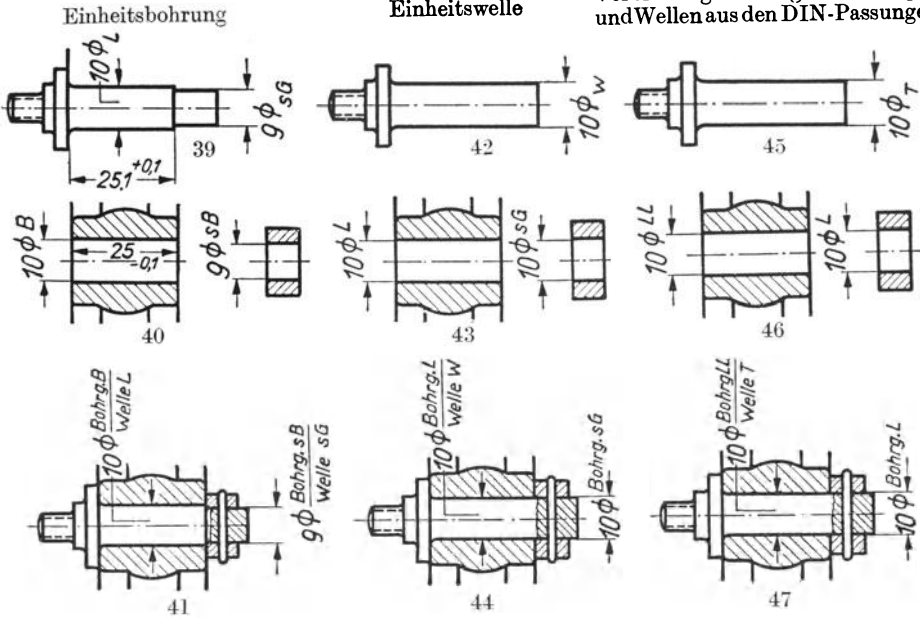 Einheitsbohrung
Einheitswelle
und Wellen aus den DIN-Passunge
10 ϕ L
9 ϕ sG
25,1 +0,1
39
10 ϕ W
42
10 ϕ T
45
10 ϕ B
25 -0,1
9 ϕ sB
40
10 ϕ L
10 ϕ sG
43
10 ϕ LL
10 ϕ L
46
10 ϕ Bohrg. B
Welle L
9 ϕ Bohrg. sB
Welle sG
41
10 ϕ Bohrg. L
Welle W
10 ϕ Bohrg. sG
44
10 ϕ Bohrg. LL
Welle T
10 ϕ Bohrg. L
47